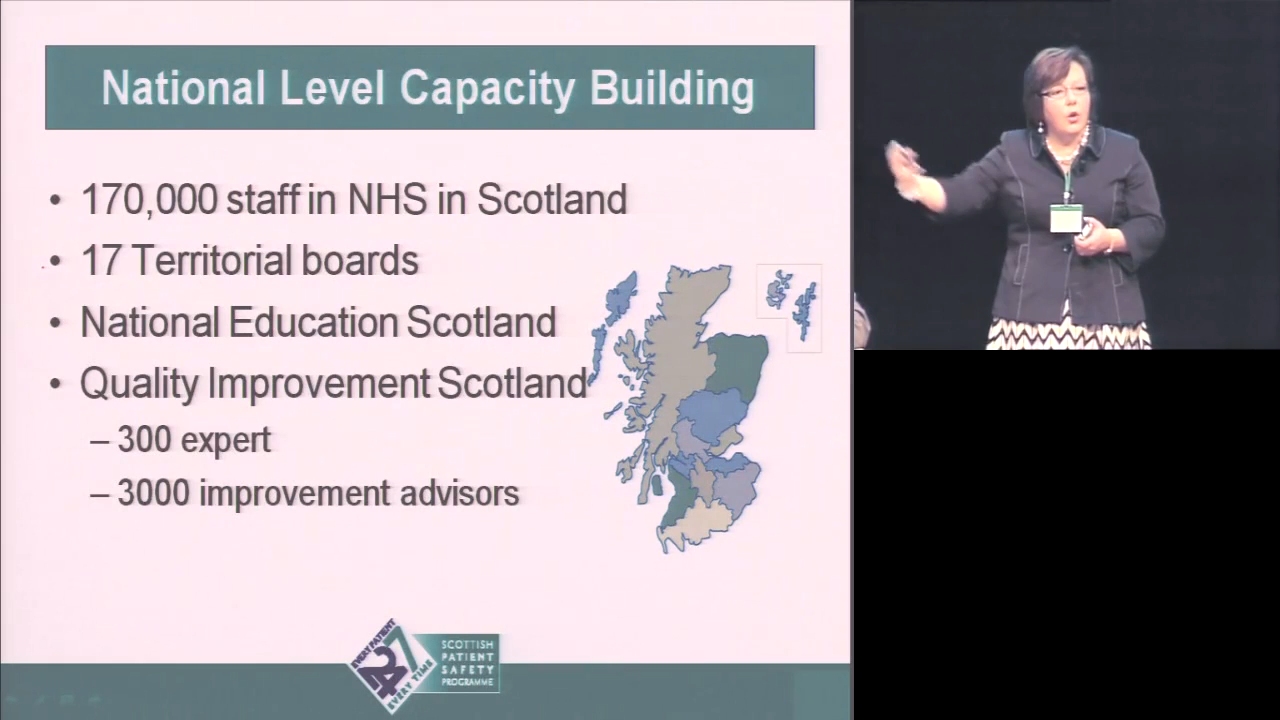 National Level Capacity Building
• 170,000 staff in NHS in Scotland
• 17 Territorial boards
• National Education Scotland
• Quality Improvement Scotland
– 300 expert
– 3000 improvement advisors
EVERY PATIENT
24 7
EVERY TIME
SCOTTISH
PATIENT
SAFETY
PROGRAMME